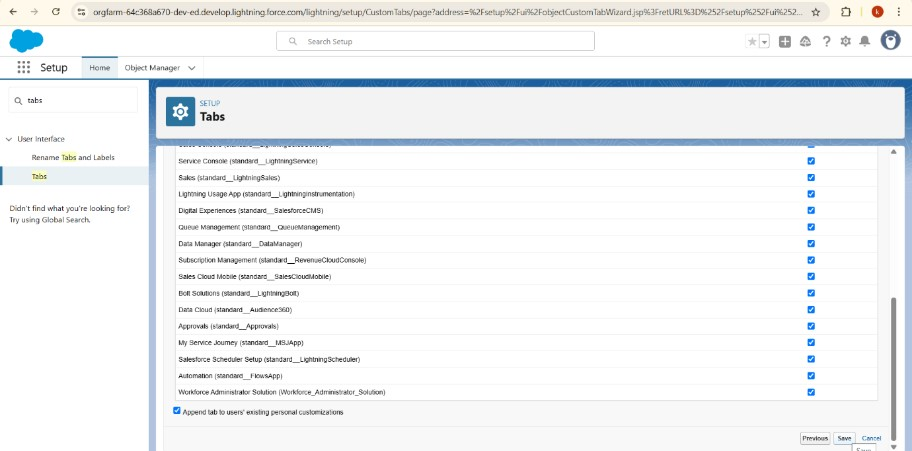 orgfarm-64c368a670-dev-ed.develop.lightning.force.com/lightning/setup/CustomTabs/page?address=%2Fsetup%2Fui%2FobjectCustomTabWizard.jsp%3FretURL%3D%252Fsetup%252Fui%252...
k
Search Setup
Setup
Home
Object Manager
tabs
User Interface
Rename Tabs and Labels
Tabs
Didn't find what you're looking for?
Try using Global Search.
SETUP
Tabs
Service Console (standard__LightningService)
Sales (standard__LightningSales)
Lightning Usage App (standard__LightningInstrumentation)
Digital Experiences (standard__SalesforceCMS)
Queue Management (standard__QueueManagement)
Data Manager (standard__DataManager)
Subscription Management (standard__RevenueCloudConsole)
Sales Cloud Mobile (standard__SalesCloudMobile)
Bolt Solutions (standard__LightningBolt)
Data Cloud (standard__Audience360)
Approvals (standard__Approvals)
My Service Journey (standard__MSJApp)
Salesforce Scheduler Setup (standard__LightningScheduler)
Automation (standard__FlowsApp)
Workforce Administrator Solution (Workforce_Administrator_Solution)
Append tab to users' existing personal customizations
Previous Save Cancel
Save